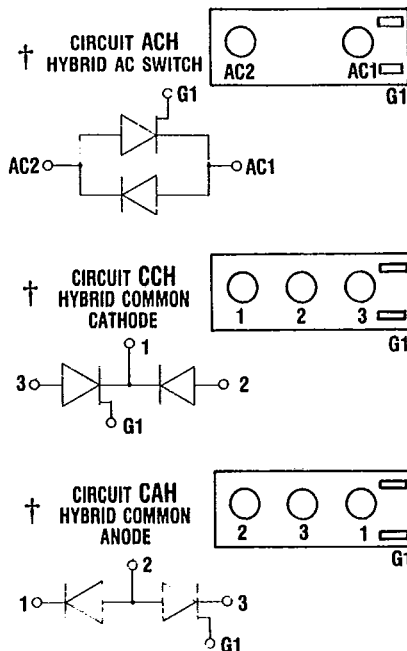 † CIRCUIT ACH
HYBRID AC SWITCH
AC2 AC1
G1
G1
AC2 AC1
† CIRCUIT CCH
HYBRID COMMON
CATHODE
1 2 3
G1
1
3 2
G1
† CIRCUIT CAH
HYBRID COMMON
ANODE
2 3 1
G1
2
1 3
G1